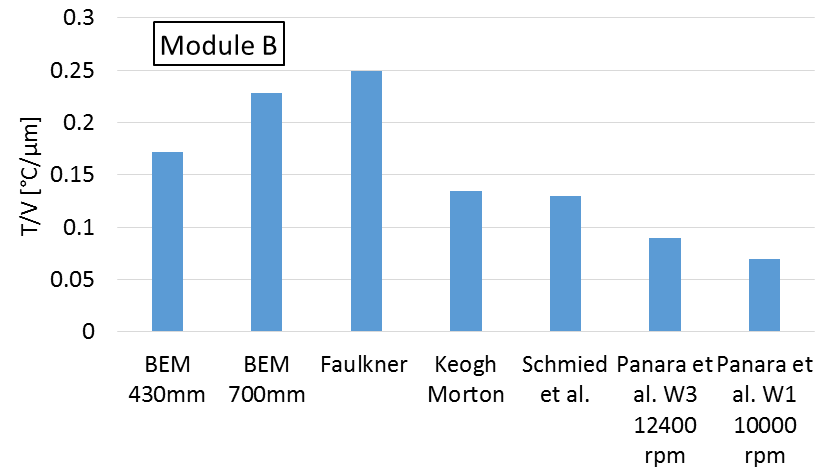 Module B
T/V [°C/µm]
0.3
0.25
0.2
0.15
0.1
0.05
0
BEM
430mm
BEM
700mm
Faulkner
Keogh
Morton
Schmied
et al.
Panara et
al. W3
12400
rpm
Panara et
al. W1
10000
rpm